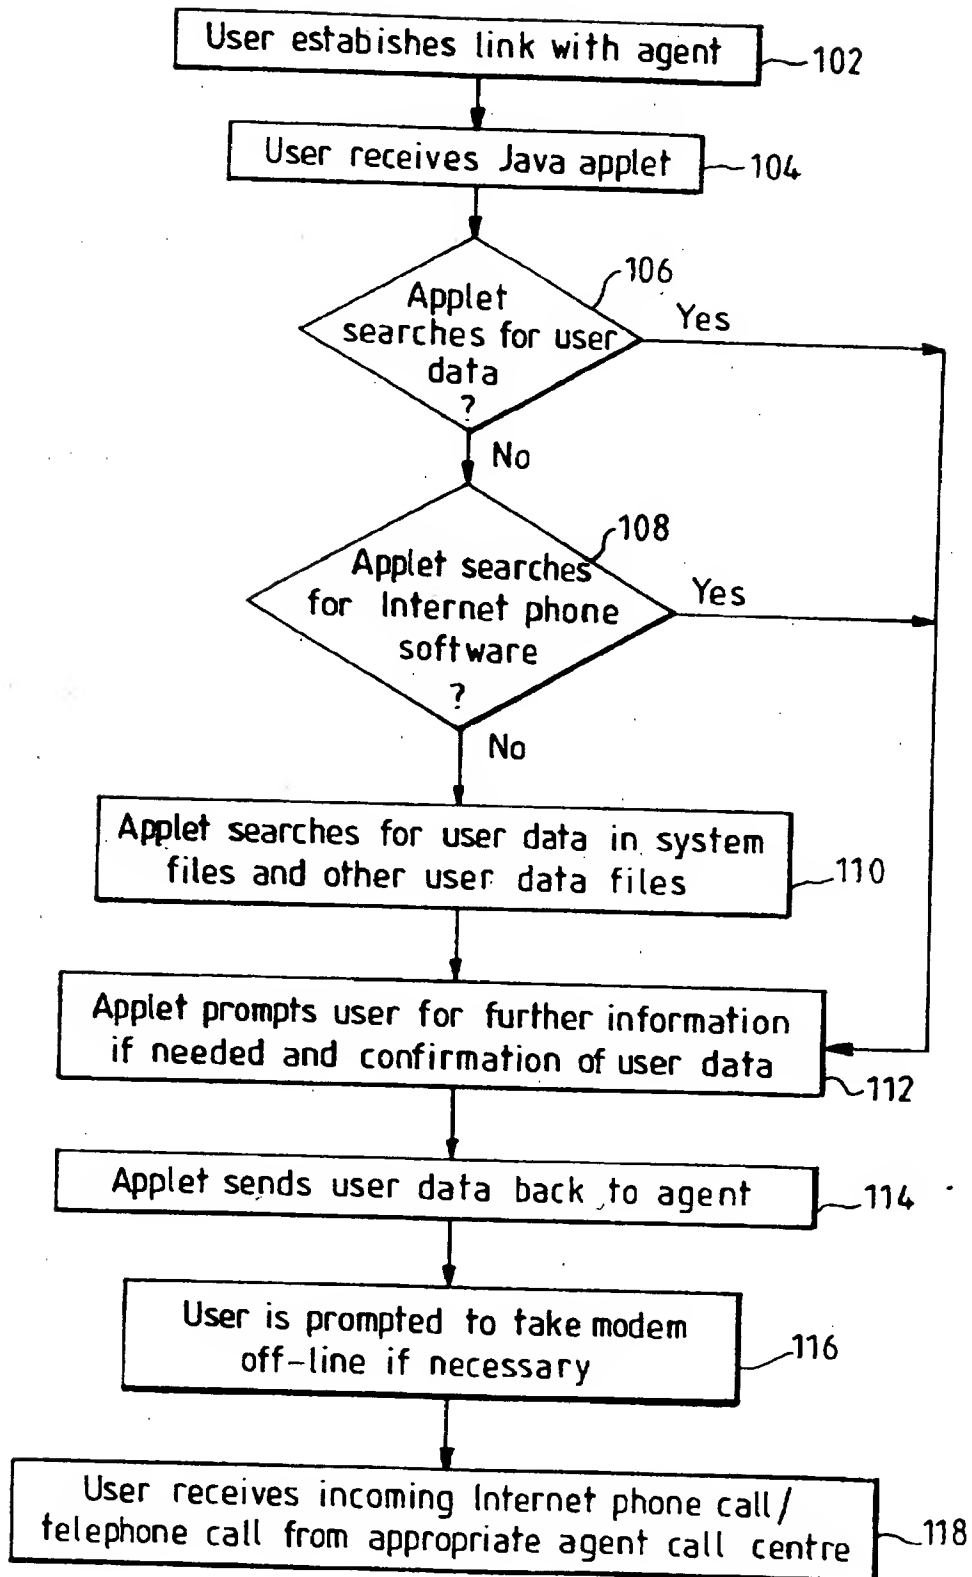 User estabishes link with agent
102
User receives Java applet
104
106
Applet
searches for user
data
?
Yes
No
108
Applet searches
for Internet phone
software
?
Yes
No
Applet searches for user data in system
files and other user data files
110
Applet prompts user for further information
if needed and confirmation of user data
112
Applet sends user data back to agent
114
User is prompted to take modem
off-line if necessary
116
User receives incoming Internet phone call/
telephone call from appropriate agent call centre
118